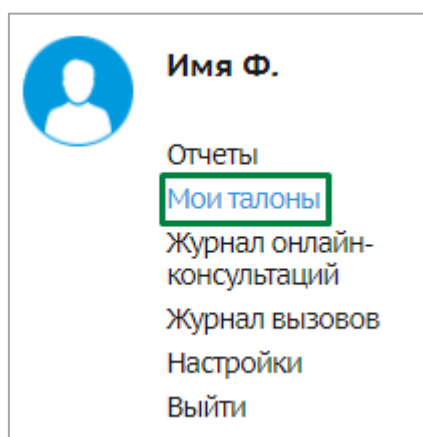 Имя Ф.
Отчеты
Мои талоны
Журнал онлайн-
консультаций
Журнал вызовов
Настройки
Выйти